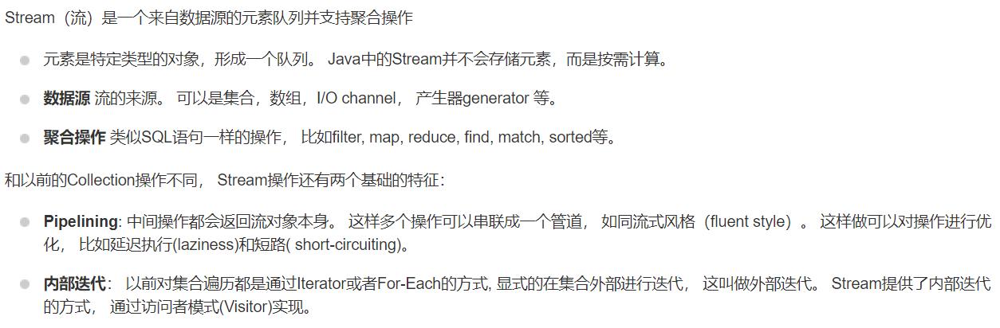 Stream（流）是一个来自数据源的元素队列并支持聚合操作
元素是特定类型的对象，形成一个队列。 Java中的Stream并不会存储元素，而是按需计算。
数据源 流的来源。 可以是集合，数组，I/O channel， 产生器generator 等。
聚合操作 类似SQL语句一样的操作， 比如filter, map, reduce, find, match, sorted等。
和以前的Collection操作不同， Stream操作还有两个基础的特征：
Pipelining: 中间操作都会返回流对象本身。 这样多个操作可以串联成一个管道， 如同流式风格（fluent style）。 这样做可以对操作进行优
化， 比如延迟执行(laziness)和短路( short-circuiting)。
内部迭代： 以前对集合遍历都是通过Iterator或者For-Each的方式, 显式的在集合外部进行迭代， 这叫做外部迭代。 Stream提供了内部迭代
的方式， 通过访问者模式(Visitor)实现。